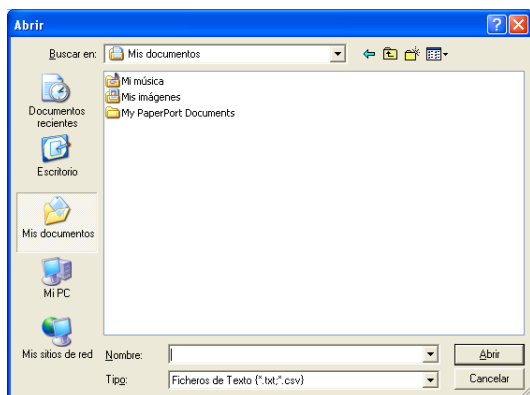 Abrir
Buscar en: Mis documentos
Mi música
Mis imágenes
My PaperPort Documents
Documentos
recientes
Escritorio
Mis documentos
Mi PC
Mis sitios de red
Nombre:
Abrir
Tipo: Ficheros de Texto {*.txt;*.csv}
Cancelar